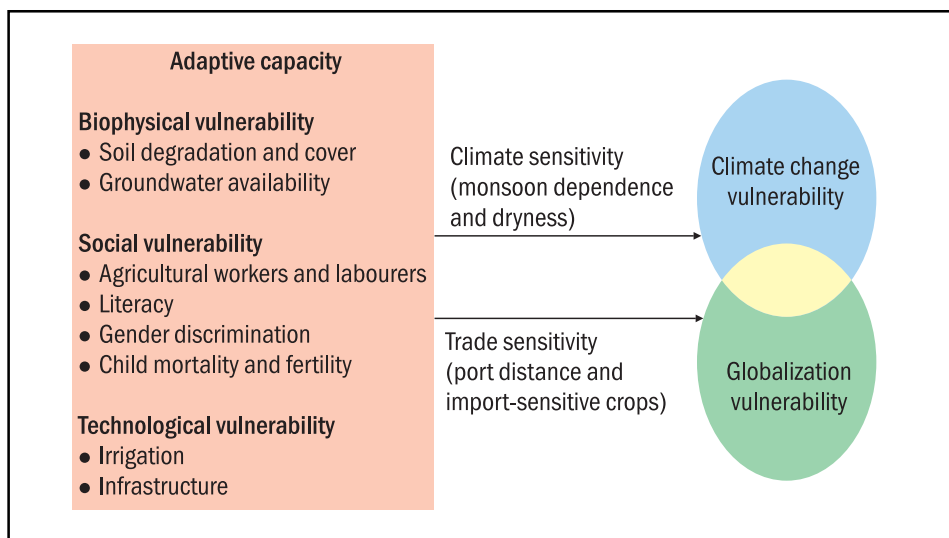 Adaptive capacity
Biophysical vulnerability
● Soil degradation and cover
● Groundwater availability
Social vulnerability
● Agricultural workers and labourers
● Literacy
● Gender discrimination
● Child mortality and fertility
Technological vulnerability
● Irrigation
● Infrastructure
Climate sensitivity
(monsoon dependence
and dryness)
Trade sensitivity
(port distance and
import-sensitive crops)
Climate change
vulnerability
Globalization
vulnerability